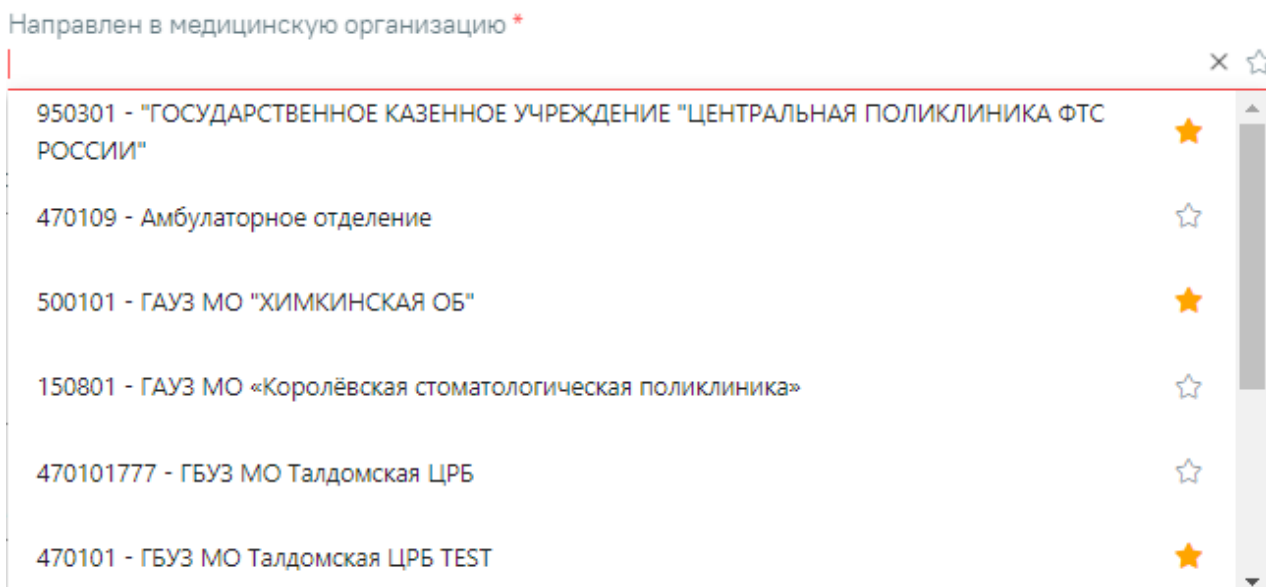 Направлен в медицинскую организацию *
950301 - "ГОСУДАРСТВЕННОЕ КАЗЕННОЕ УЧРЕЖДЕНИЕ "ЦЕНТРАЛЬНАЯ ПОЛИКЛИНИКА ФТС
РОССИИ"
470109 - Амбулаторное отделение
500101 - ГАУЗ МО "ХИМКИНСКАЯ ОБ"
150801 - ГАУЗ МО «Королёвская стоматологическая поликлиника»
470101777 - ГБУЗ МО Талдомская ЦРБ
470101 - ГБУЗ МО Талдомская ЦРБ TEST